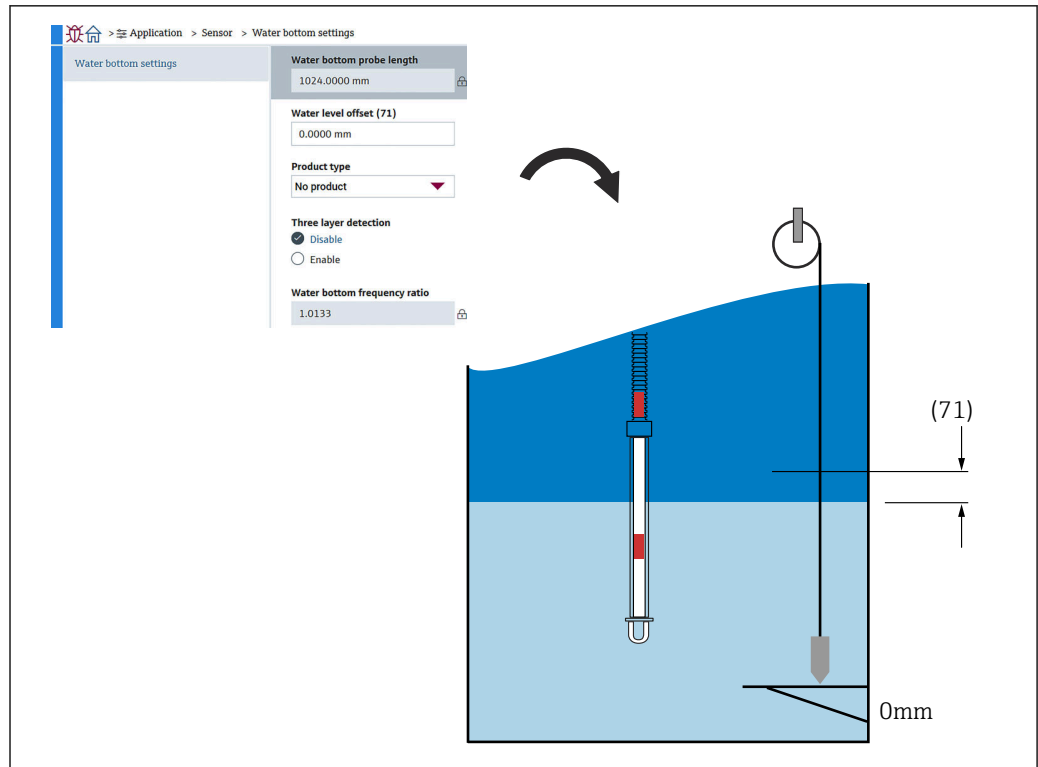 > Application > Sensor > Water bottom settings
Water bottom settings
Water bottom probe length
1024.0000 mm
Water level offset (71)
0.0000 mm
Product type
No product
Three layer detection
Disable
Enable
Water bottom frequency ratio
1.0133
(71)
0mm